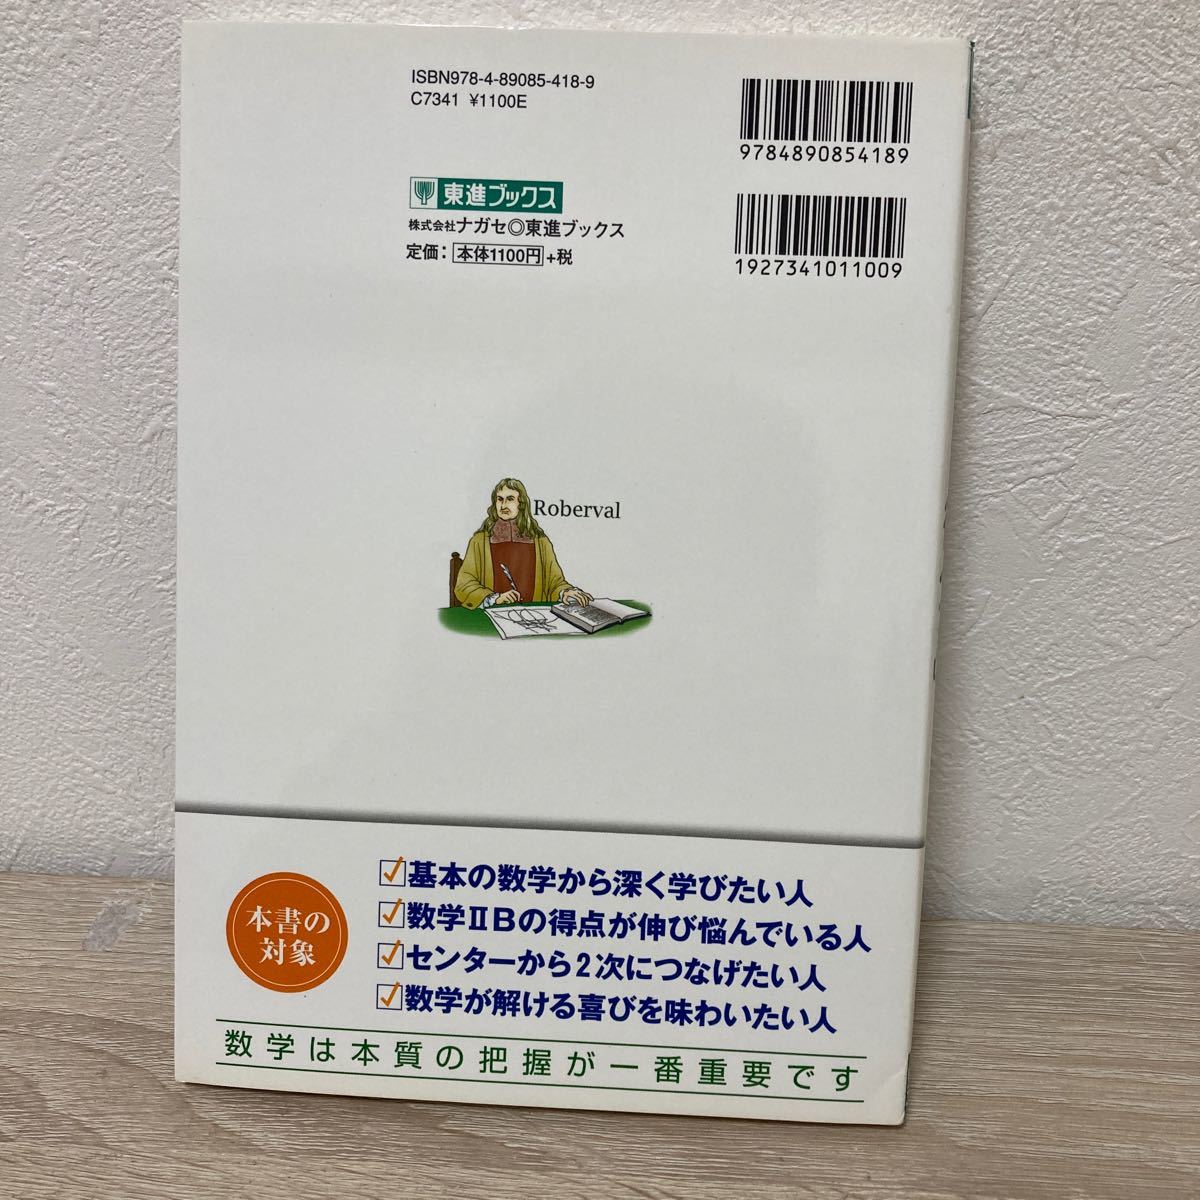 ISBN978-4-89085-418-9
C7341 ¥1100E
9784890854189
東進ブックス
株式会社ナガセ◎東進ブックス
定価：本体1100円+税
1927341011009
Roberval
本書の
対象
基本の数学から深く学びたい人
数学ⅡBの得点が伸び悩んでいる人
センターから2次につなげたい人
数学が解ける喜びを味わいたい人
数学は本質の把握が一番重要です